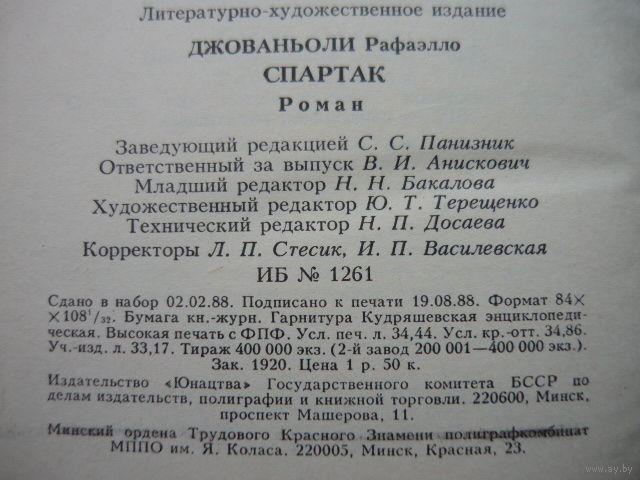 Литературно-художественное издание
ДЖОВАНЬОЛИ Рафаэлло
СПАРТАК
Роман
Заведующий редакцией С. С. Панизник
Ответственный за выпуск В. И. Анискович
Младший редактор Н. Н. Бакалова
Художественный редактор Ю. Т. Терещенко
Технический редактор Н. П. Досаева
Корректоры Л. П. Стесик, И. П. Василевская
ИБ № 1261
Сдано в набор 02.02.88. Подписано к печати 19.08.88. Формат 84×
×108¹/₃₂. Бумага кн.-журн. Гарнитура Кудряшевская энциклопеди-
ческая. Высокая печать с ФПФ. Усл. печ. л. 34,44. Усл. кр.-отт. 34,86.
Уч.-изд. л. 33,17. Тираж 400 000 экз. (2-й завод 200 001—400 000 экз.).
Зак. 1920. Цена 1 р. 50 к.
Издательство «Юнацтва» Государственного комитета БССР по
делам издательств, полиграфии и книжной торговли. 220600, Минск,
проспект Машерова, 11.
Минский ордена Трудового Красного Знамени полиграфкомбинат
МППО им. Я. Коласа. 220005, Минск, Красная, 23.
www.ay.by